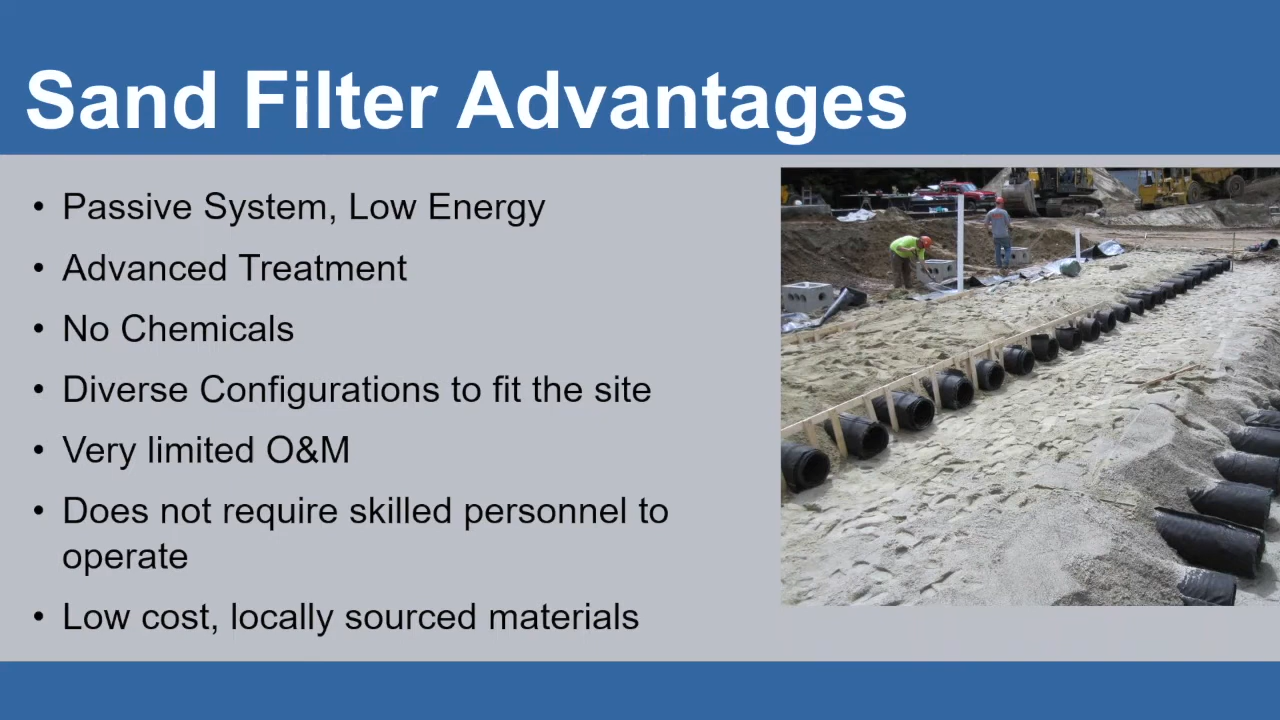 Sand Filter Advantages
• Passive System, Low Energy
• Advanced Treatment
• No Chemicals
• Diverse Configurations to fit the site
• Very limited O&M
• Does not require skilled personnel to
operate
• Low cost, locally sourced materials